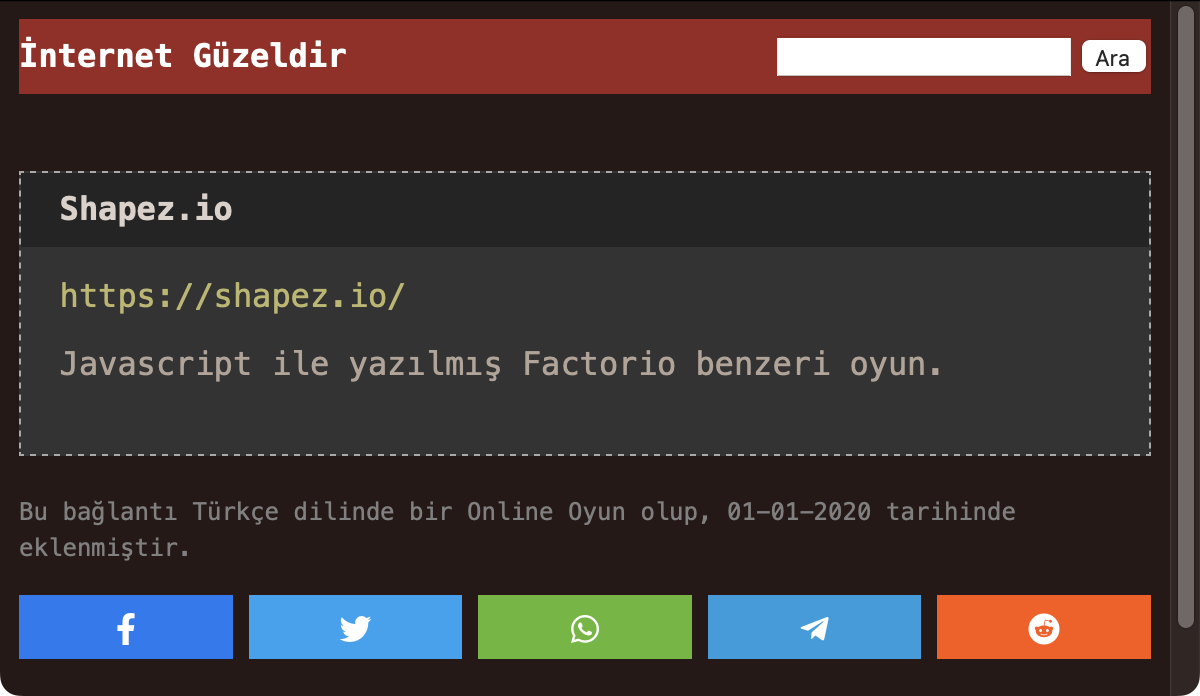 İnternet Güzeldir
Ara
Shapez.io
https://shapez.io/
Javascript ile yazılmış Factorio benzeri oyun.
Bu bağlantı Türkçe dilinde bir Online Oyun olup, 01-01-2020 tarihinde
eklenmiştir.